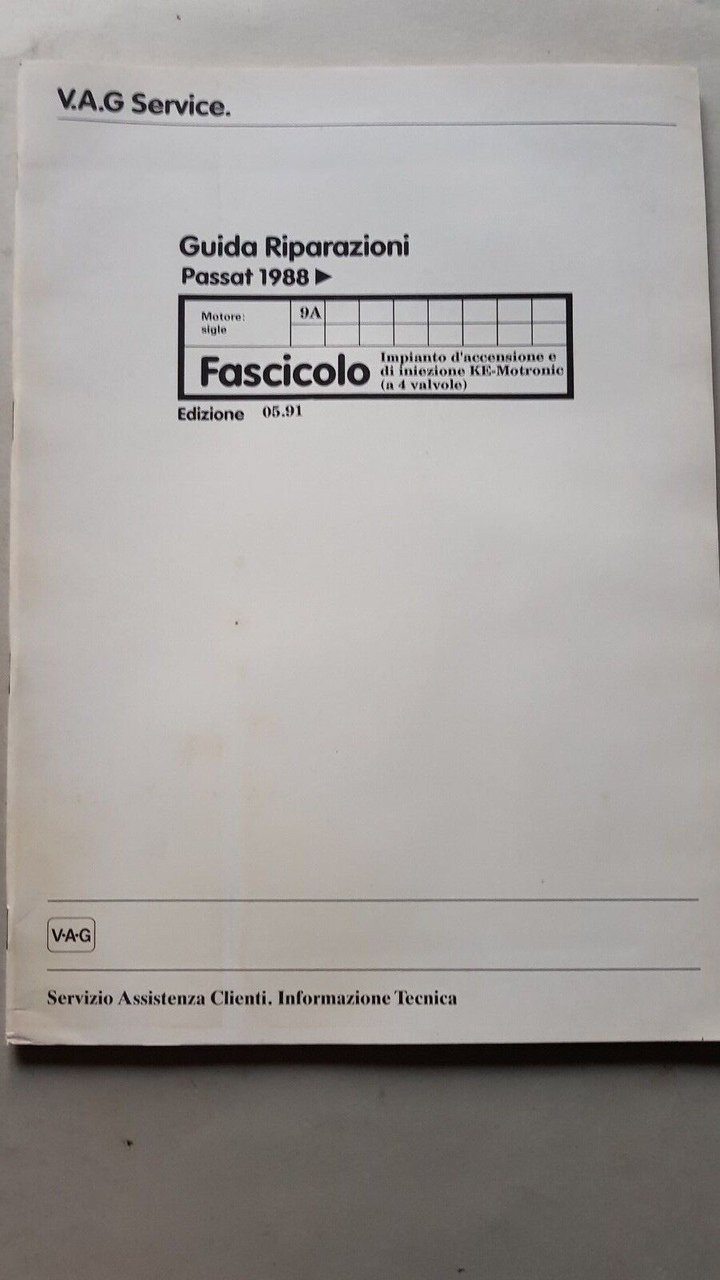 V.A.G Service.
Guida Riparazioni
Passat 1988 ►
Motore:
sigle
9A
Fascicolo
Impianto d'accensione e
di iniezione KE-Motronic
(a 4 valvole)
Edizione 05.91
V·A·G
Servizio Assistenza Clienti. Informazione Tecnica